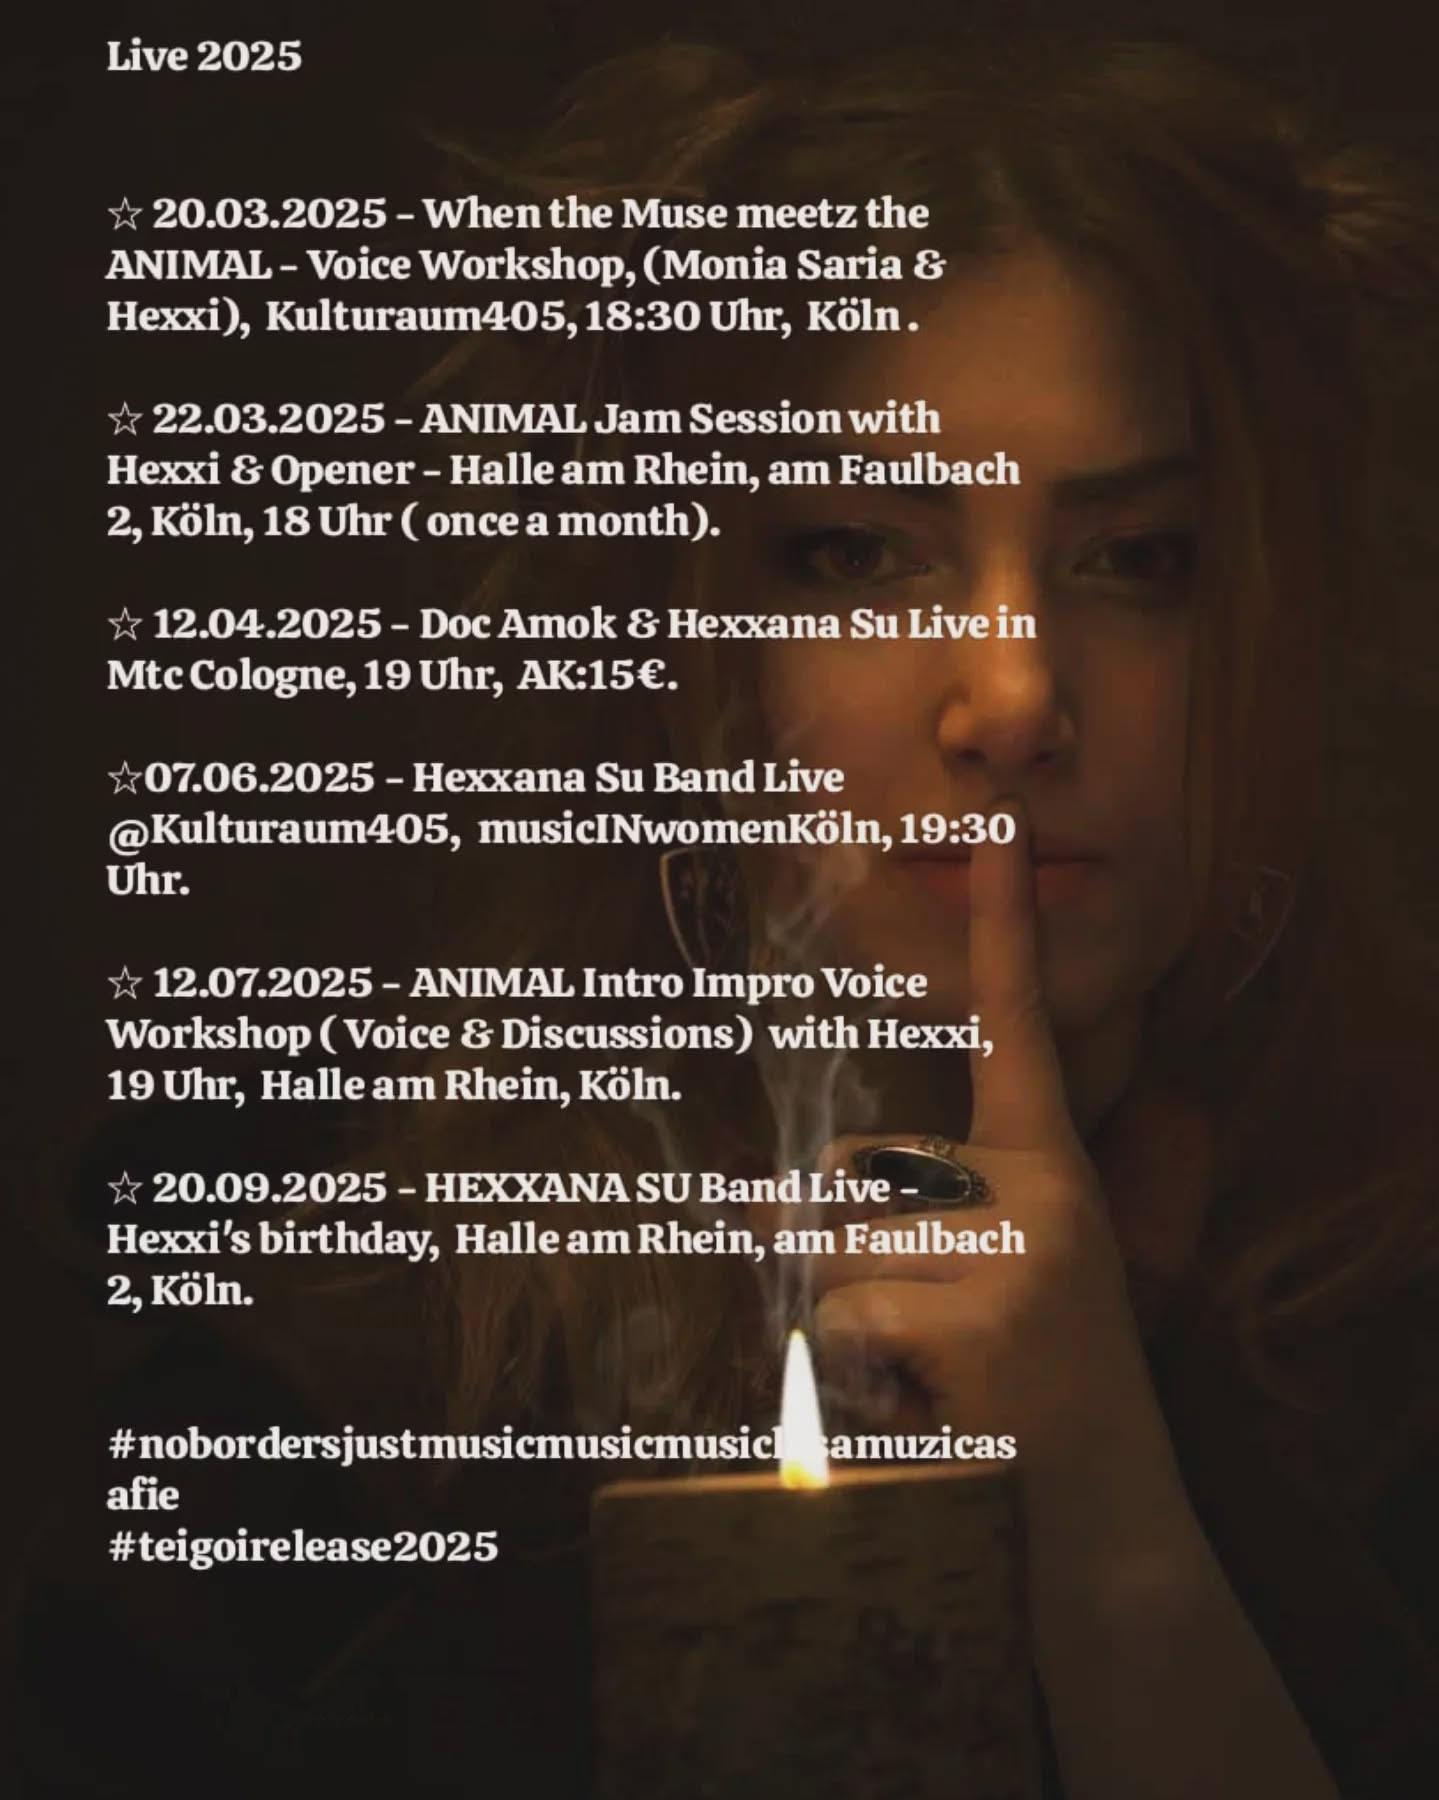 Live 2025
☆ 20.03.2025 – When the Muse meetz the
ANIMAL – Voice Workshop, (Monia Saria &
Hexxi), Kulturaum405, 18:30 Uhr, Köln .
☆ 22.03.2025 – ANIMAL Jam Session with
Hexxi & Opener – Halle am Rhein, am Faulbach
2, Köln, 18 Uhr ( once a month).
☆ 12.04.2025 – Doc Amok & Hexxana Su Live in
Mtc Cologne, 19 Uhr, AK:15€.
☆07.06.2025 – Hexxana Su Band Live
@Kulturaum405, musicINwomenKöln, 19:30
Uhr.
☆ 12.07.2025 – ANIMAL Intro Impro Voice
Workshop ( Voice & Discussions) with Hexxi,
19 Uhr, Halle am Rhein, Köln.
☆ 20.09.2025 – HEXXANA SU Band Live –
Hexxi's birthday, Halle am Rhein, am Faulbach
2, Köln.
afie
#teigoirelease2025